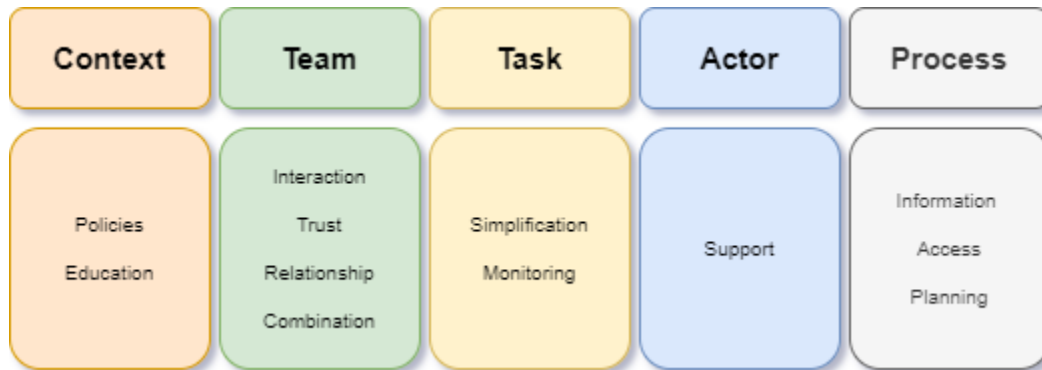 Context
Team
Task
Actor
Process
Policies
Education
Interaction
Trust
Relationship
Combination
Simplification
Monitoring
Support
Information
Access
Planning